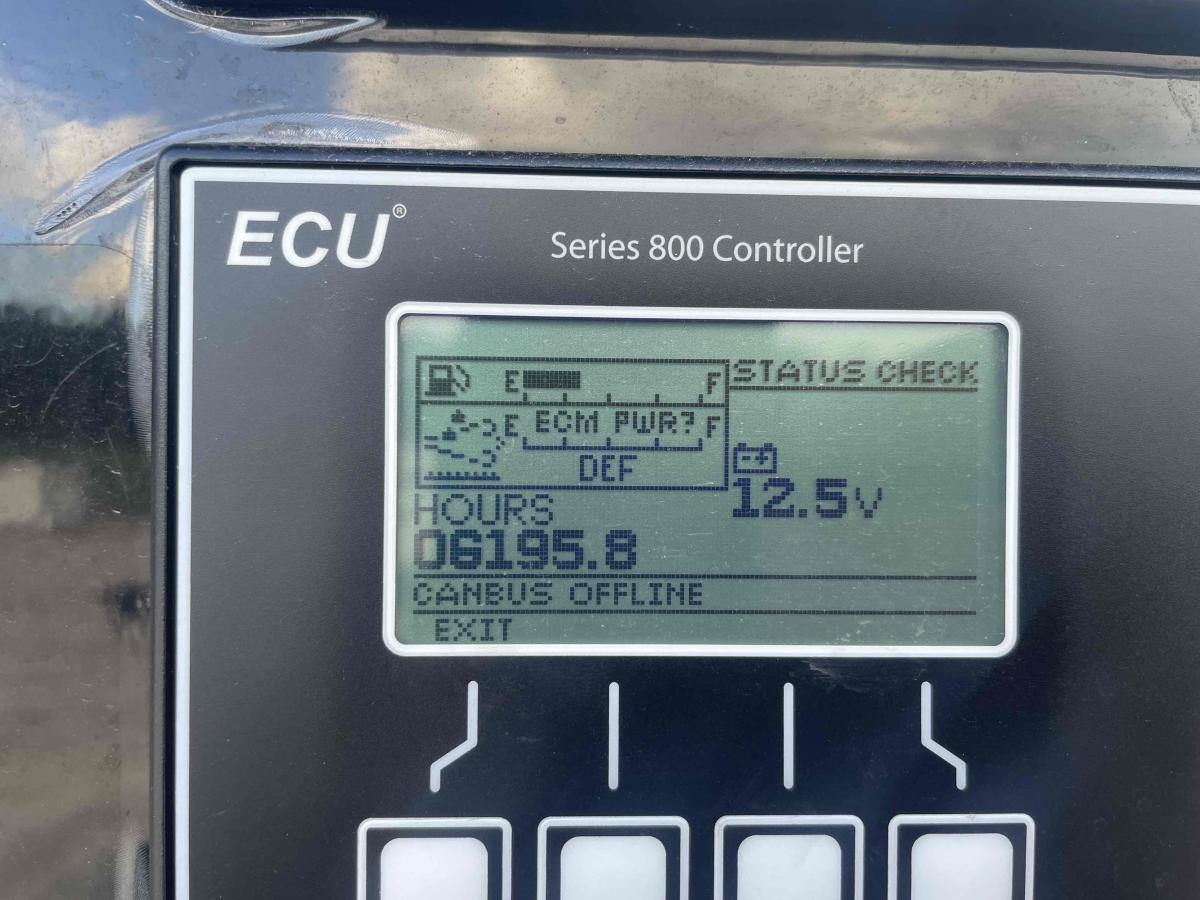 ECU®
Series 800 Controller
E F
STATUS CHECK
E ECM PWR? F
DEF
12.5V
HOURS
06195.8
CANBUS OFFLINE
EXIT